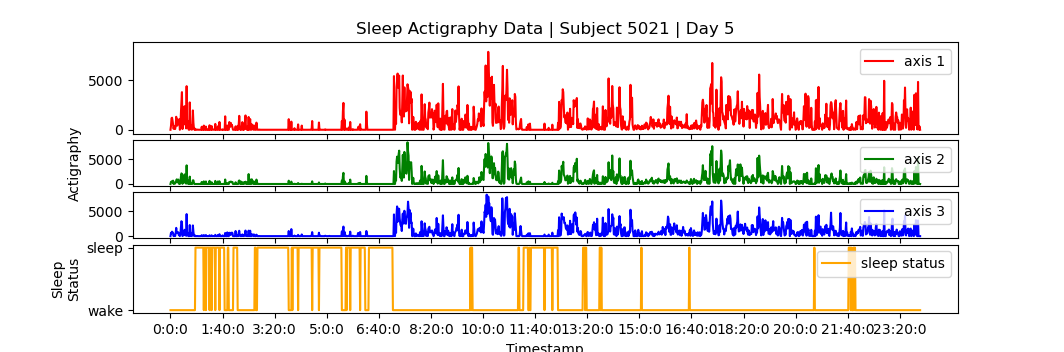 Sleep Actigraphy Data | Subject 5021 | Day 5
5000
0
axis 1
Actigraphy
5000
0
axis 2
5000
0
axis 3
Sleep
Status
sleep
wake
sleep status
0:0:0 1:40:0 3:20:0 5:0:0 6:40:0 8:20:0 10:0:0 11:40:0 13:20:0 15:0:0 16:40:0 18:20:0 20:0:0 21:40:0 23:20:0
Timestamp